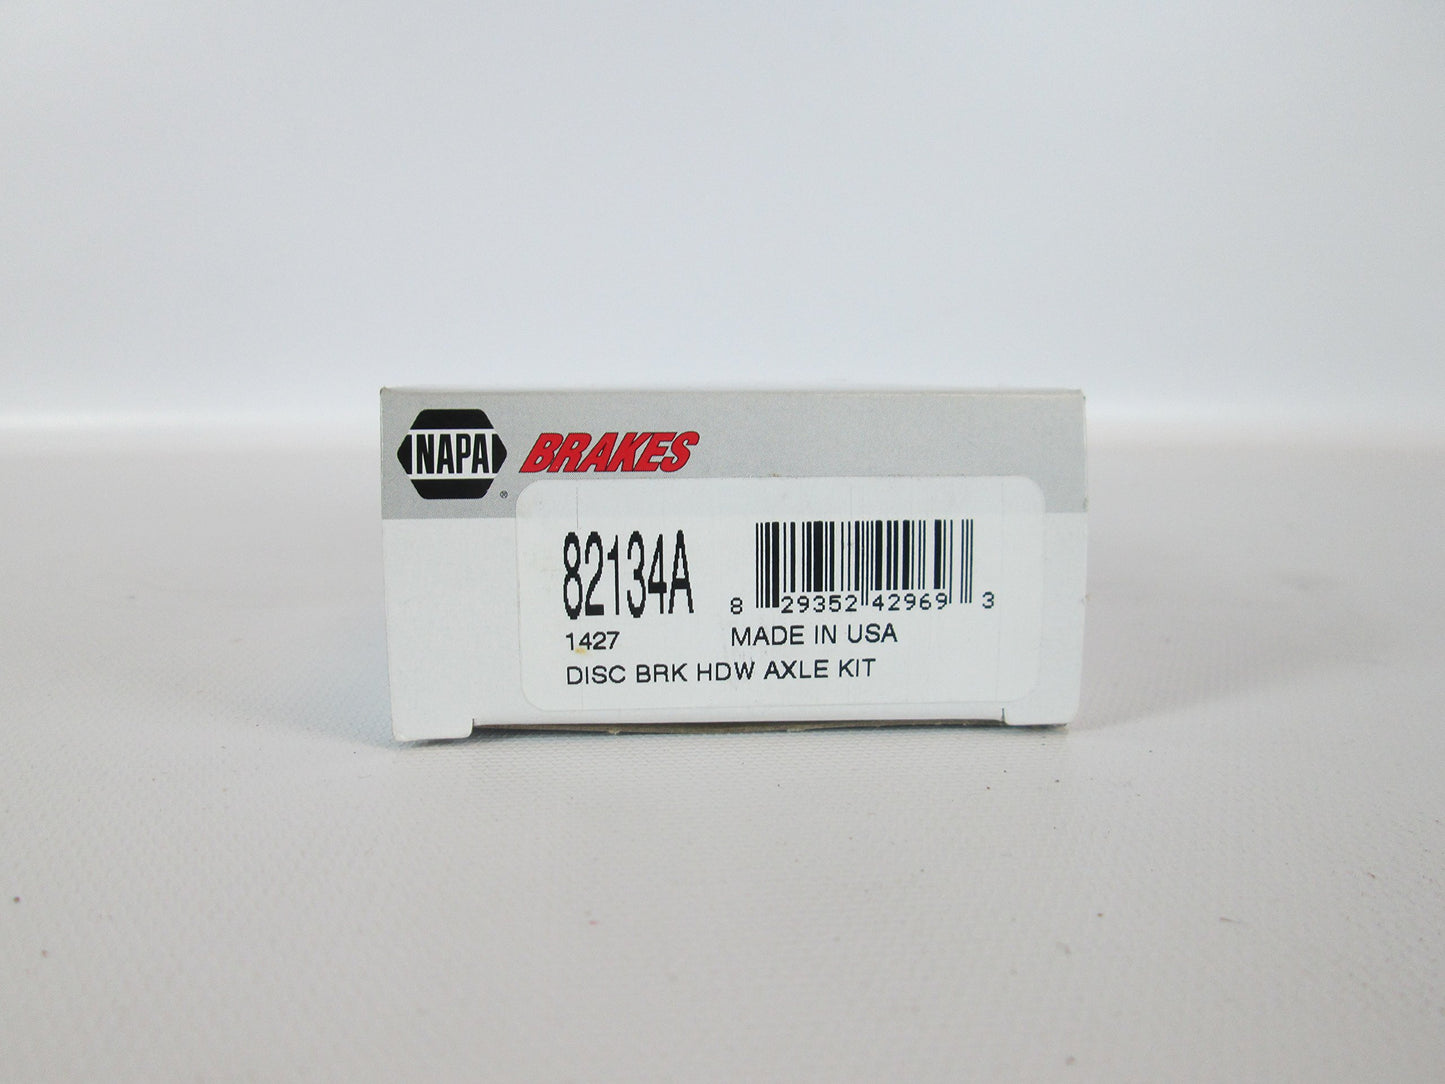 NAPA® BRAKES
82134A
8 29352 42969 3
1427 MADE IN USA
DISC BRK HDW AXLE KIT